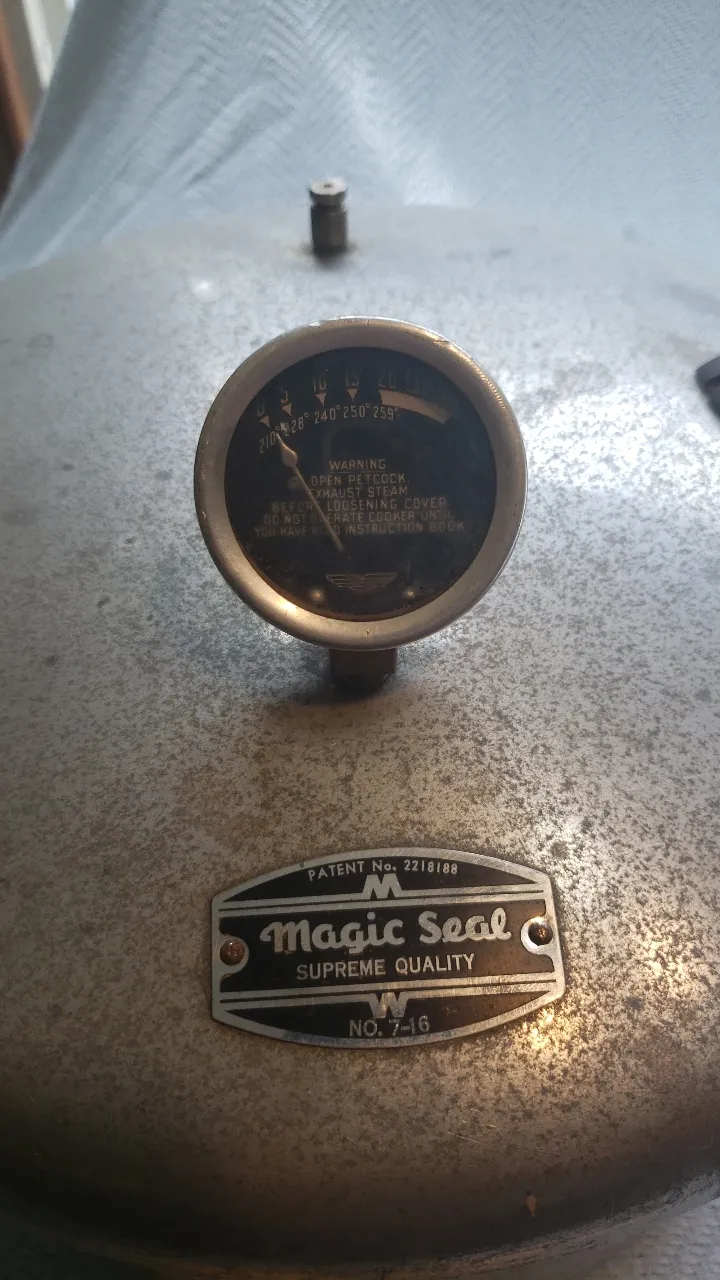 0 5 10 15 20
210° 228° 240° 250° 259°
WARNING
OPEN PETCOCK.
EXHAUST STEAM
BEFORE LOOSENING COVER
DO NOT OPERATE COOKER UNTIL
YOU HAVE READ INSTRUCTION BOOK
PATENT No. 2218188
M
Magic Seal
SUPREME QUALITY
W
NO. 7-16